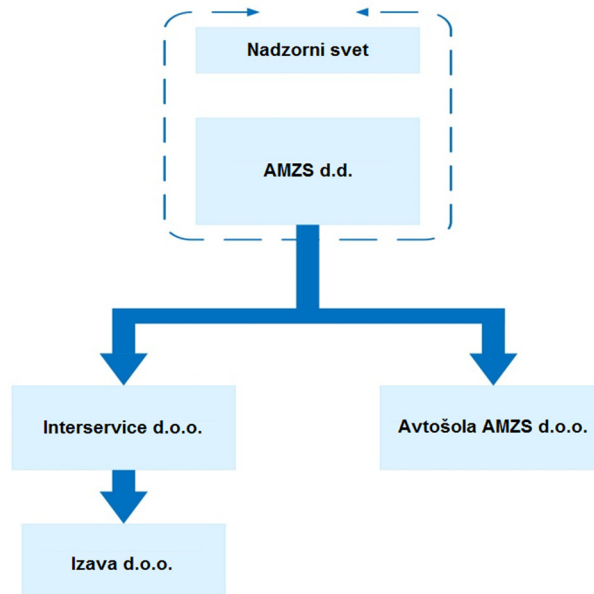 Nadzorni svet
AMZS d.d.
Interservice d.o.o.
Avtošola AMZS d.o.o.
Izava d.o.o.